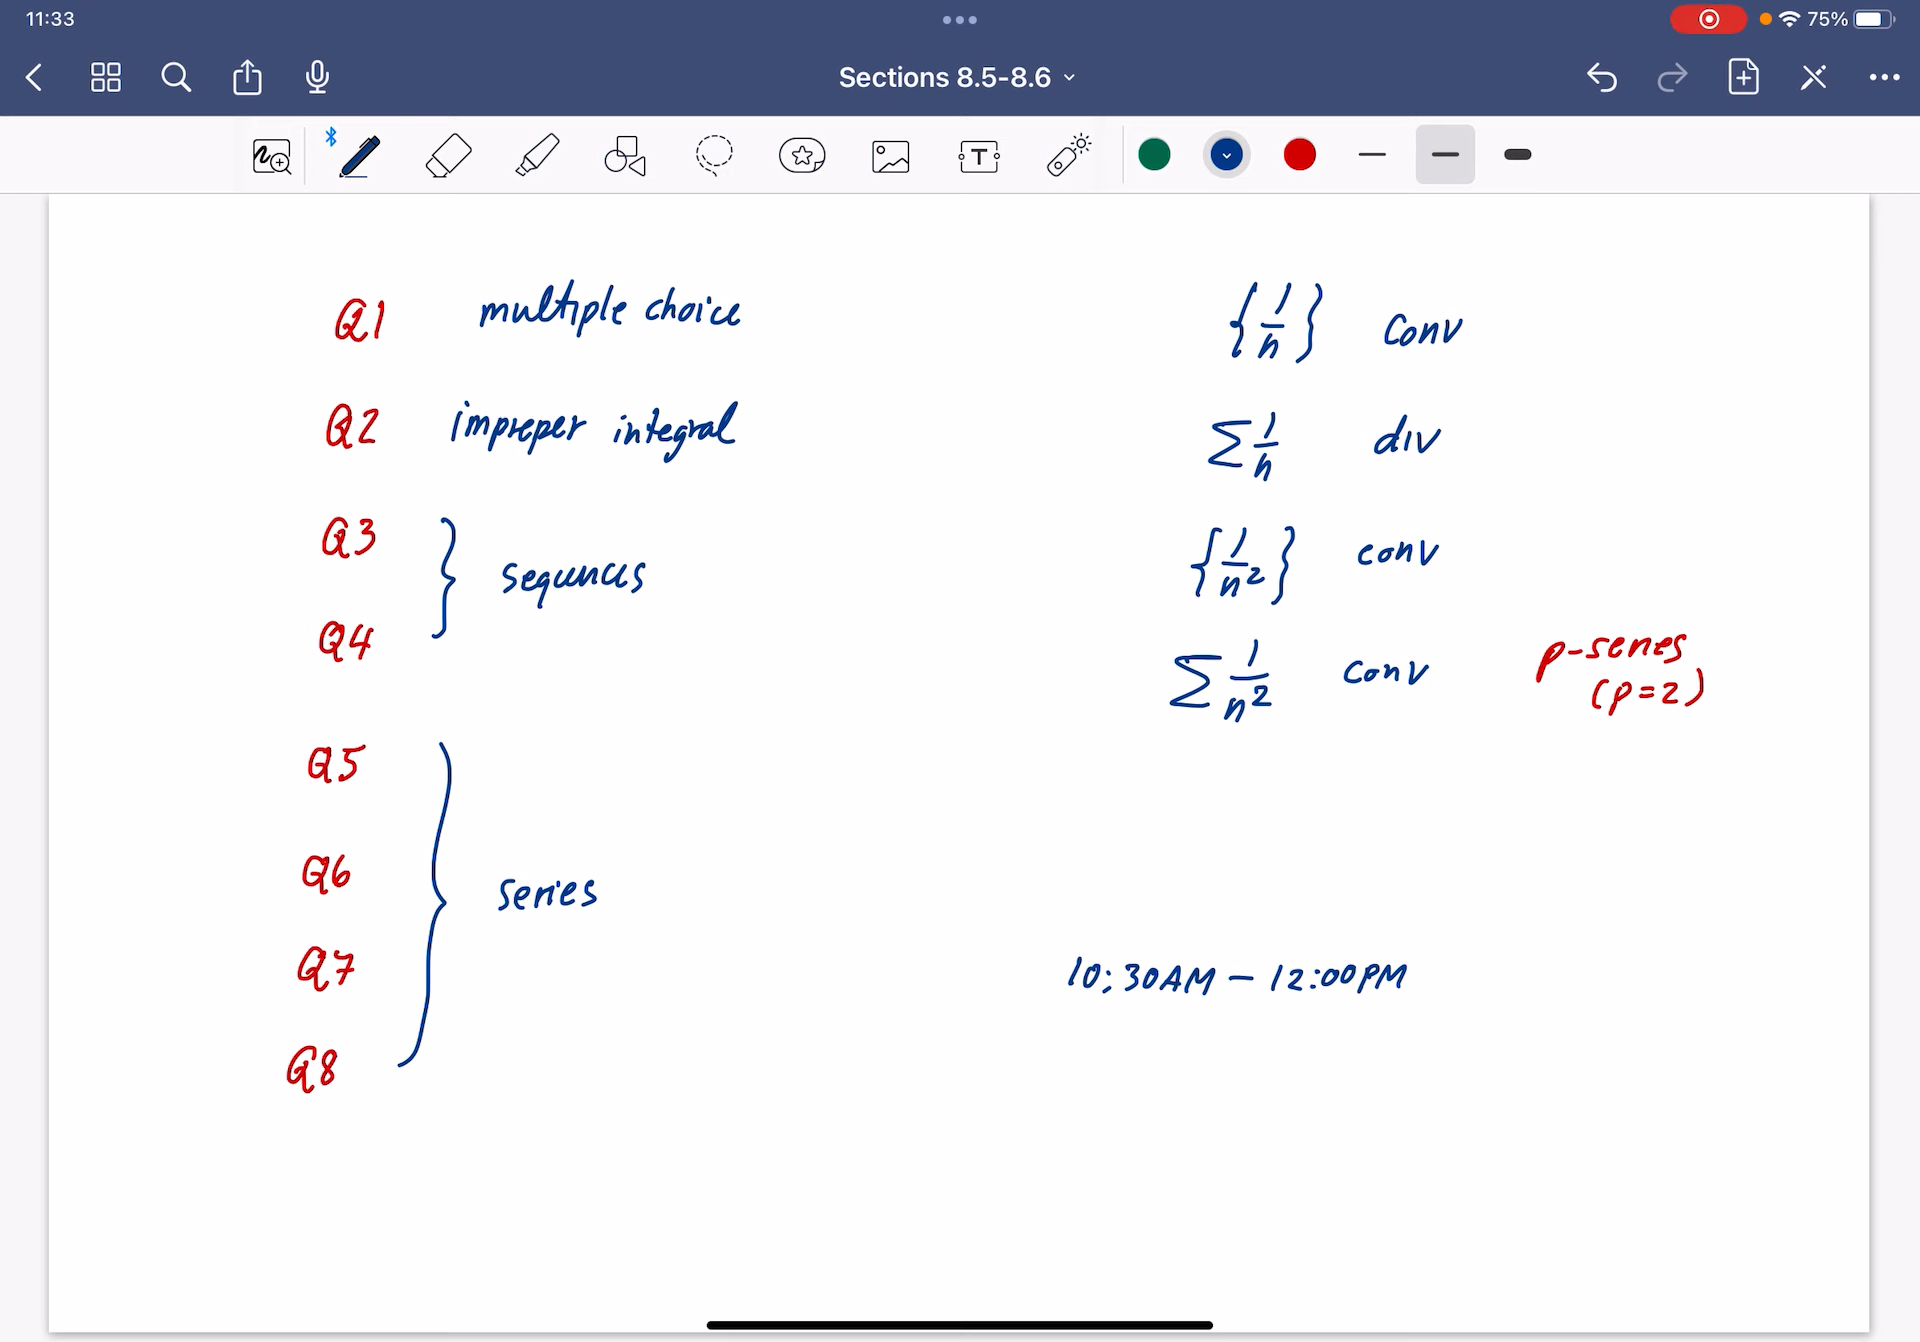 11:33
75%
Sections 8.5-8.6
T
Q1 multiple choice
Q2 impreper integral
Q3
Q4
} sequences
Q5
Q6
Q7
Q8
} series
{1/n} Conv
∑ 1/n div
{1/n²} conv
∑ 1/n² conv p-series
(p=2)
10:30AM – 12:00PM